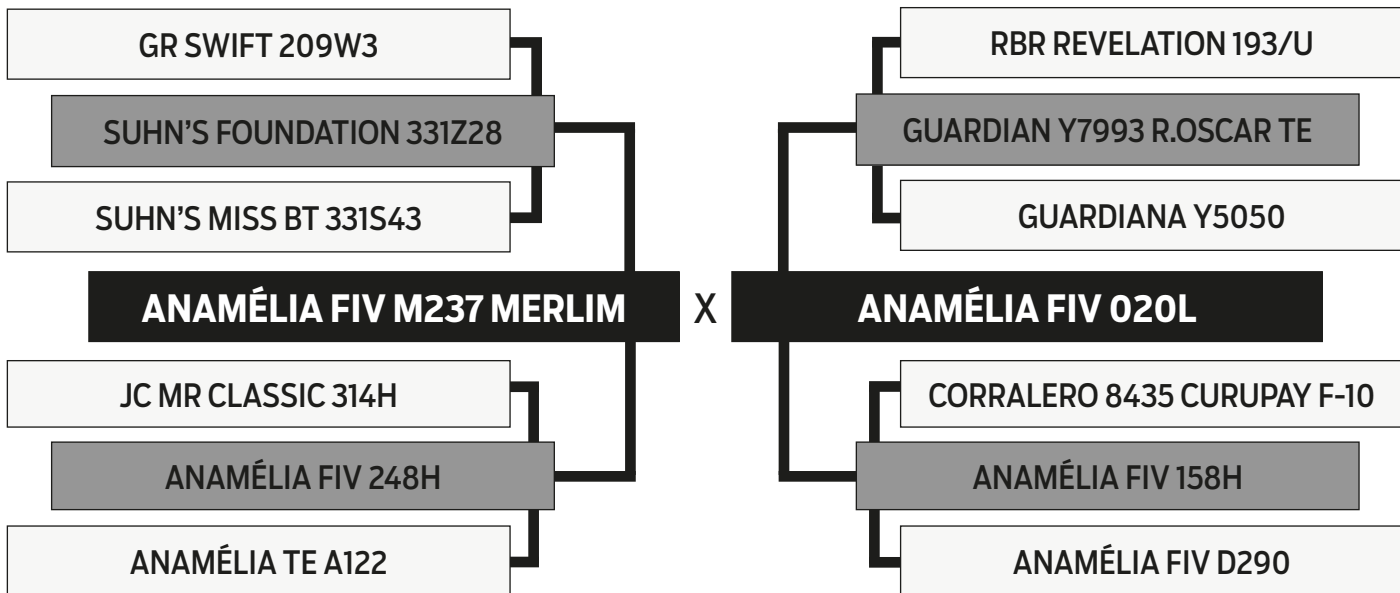 GR SWIFT 209W3
RBR REVELATION 193/U
SUHN'S FOUNDATION 331Z28
GUARDIAN Y7993 R.OSCAR TE
SUHN'S MISS BT 331S43
GUARDIANA Y5050
ANAMÉLIA FIV M237 MERLIM X ANAMÉLIA FIV 020L
JC MR CLASSIC 314H
CORRALERO 8435 CURUPAY F-10
ANAMÉLIA FIV 248H
ANAMÉLIA FIV 158H
ANAMÉLIA TE A122
ANAMÉLIA FIV D290